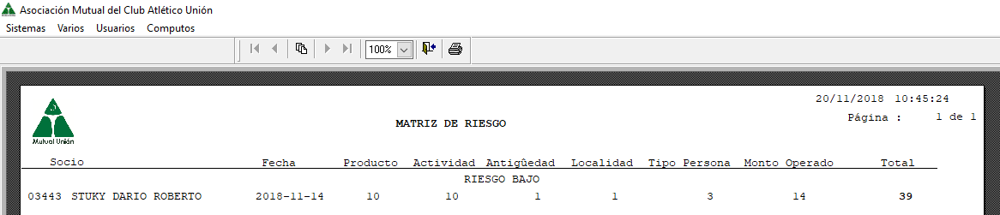 Asociación Mutual del Club Atlético Unión
Sistemas Varios Usuarios Computos
100%
20/11/2018 10:45:24
Página : 1 de 1
Mutual Unión
MATRIZ DE RIESGO
Socio Fecha Producto Actividad Antigûedad Localidad Tipo Persona Monto Operado Total
RIESGO BAJO
03443 STUKY DARIO ROBERTO 2018-11-14 10 10 1 1 3 14 39